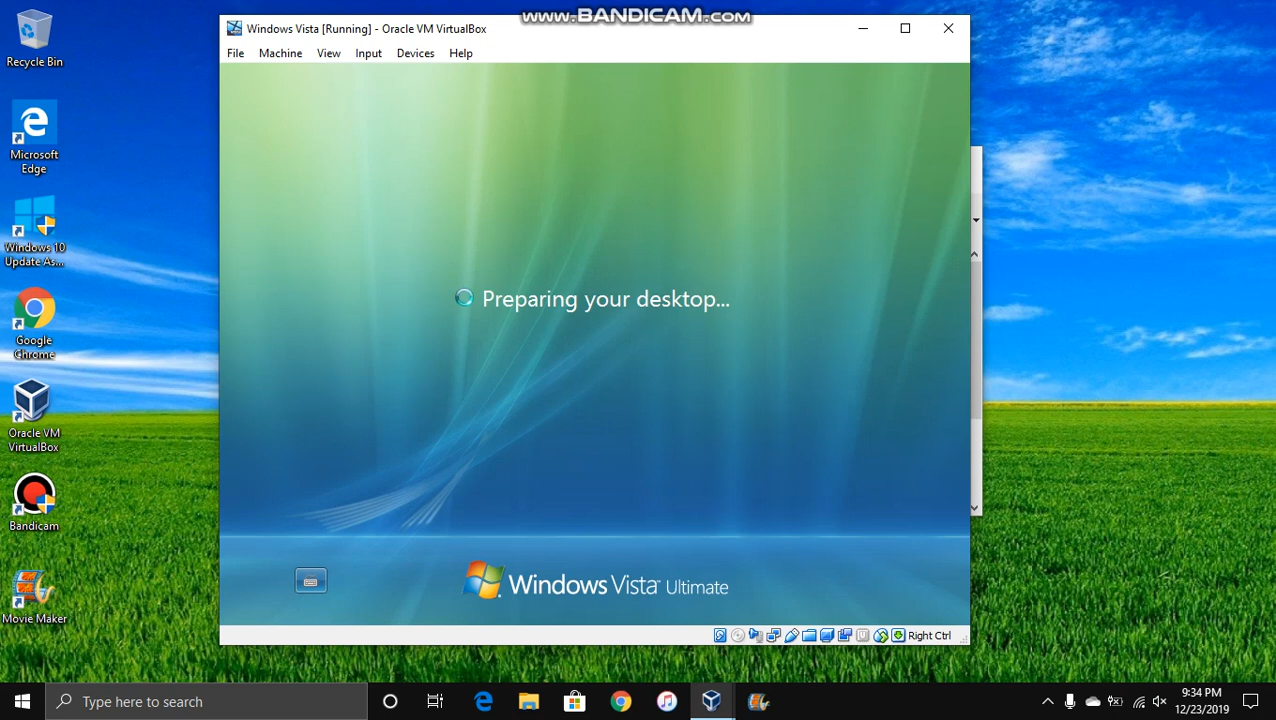 www.BANDICAM.com
Windows Vista [Running] - Oracle VM VirtualBox
File Machine View Input Devices Help
Recycle Bin
Microsoft
Edge
Windows 10
Update As...
Google
Chrome
Oracle VM
VirtualBox
Bandicam
Movie Maker
Preparing your desktop...
Windows Vista™ Ultimate
Right Ctrl
Type here to search
9:34 PM
12/23/2019